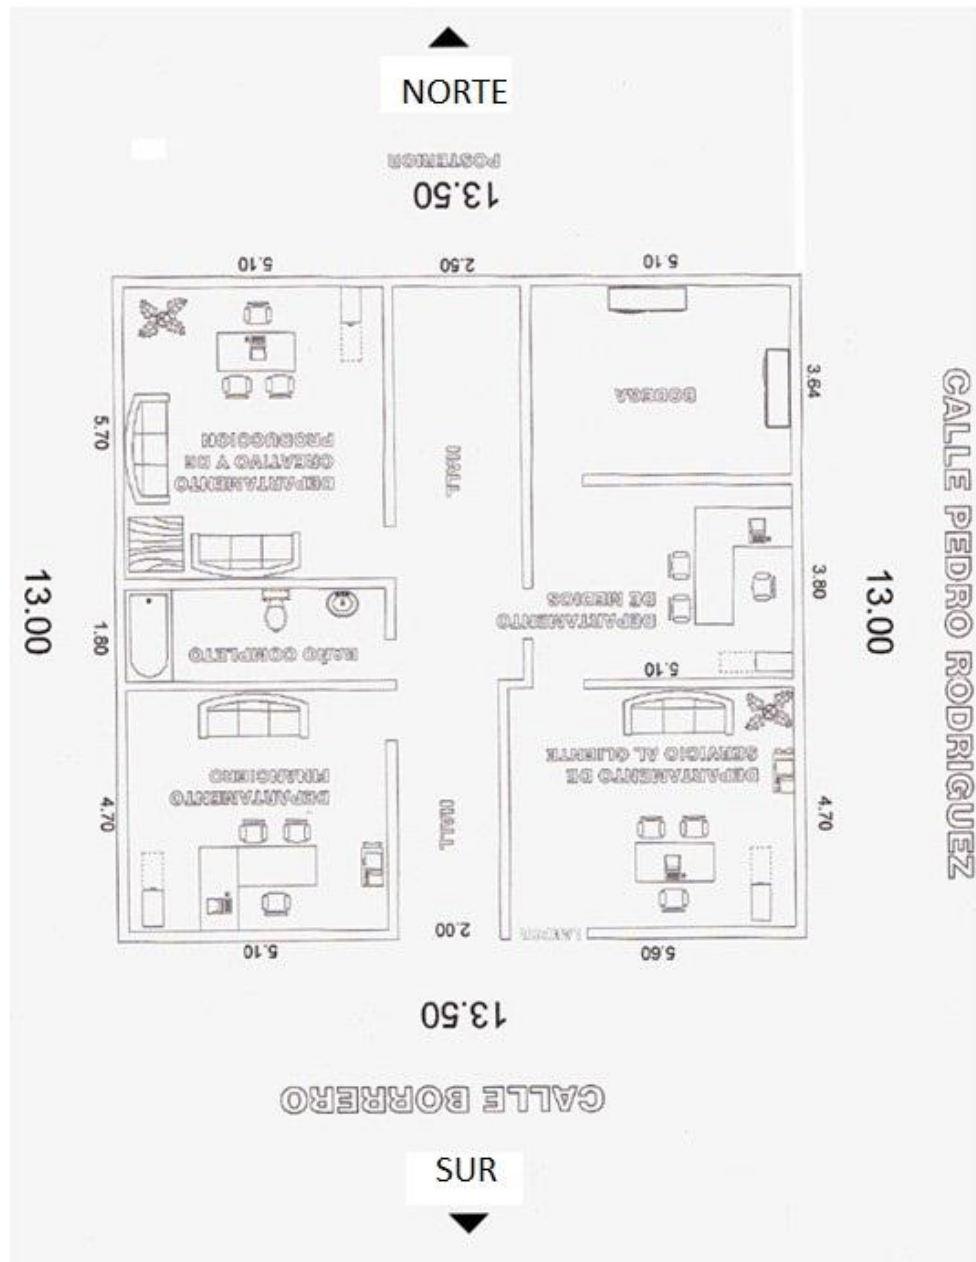 NORTE
POSTERIOR
13.50
5.10
2.50
5.10
3.64
BODEGA
5.70
DEPARTAMENTO
CREATIVO Y DE
PRODUCCION
HALL
CALLE PEDRO RODRIGUEZ
13.00
3.80
13.00
DEPARTAMENTO
DE MEDIOS
1.80
BAÑO COMPLETO
5.10
DEPARTAMENTO DE
SERVICIO AL CLIENTE
DEPARTAMENTO
FINANCIERO
4.70
HALL
4.70
2.00
5.10
5.60
13.50
CALLE BORRERO
SUR